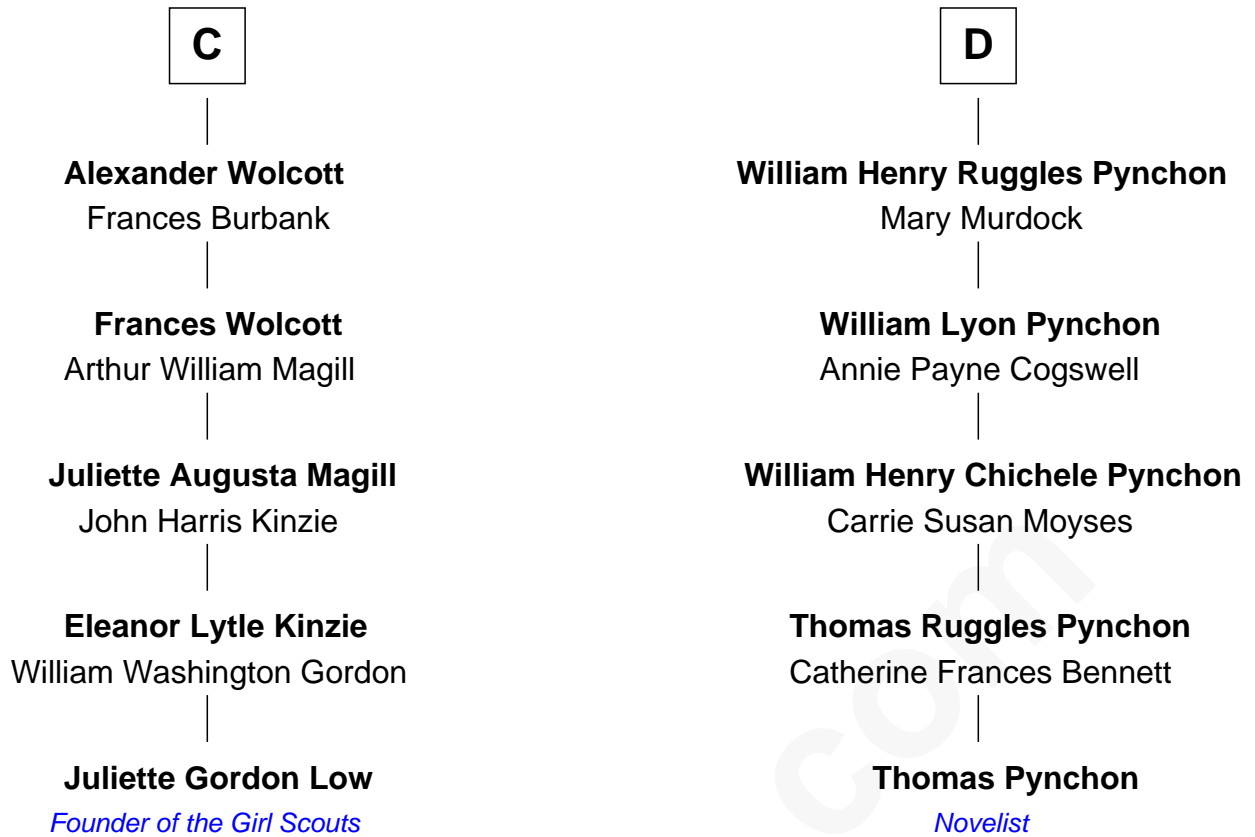 C
Alexander Wolcott
Frances Burbank
Frances Wolcott
Arthur William Magill
Juliette Augusta Magill
John Harris Kinzie
Eleanor Lytle Kinzie
William Washington Gordon
Juliette Gordon Low
Founder of the Girl Scouts
D
William Henry Ruggles Pynchon
Mary Murdock
William Lyon Pynchon
Annie Payne Cogswell
William Henry Chichele Pynchon
Carrie Susan Moyses
Thomas Ruggles Pynchon
Catherine Frances Bennett
Thomas Pynchon
Novelist
com